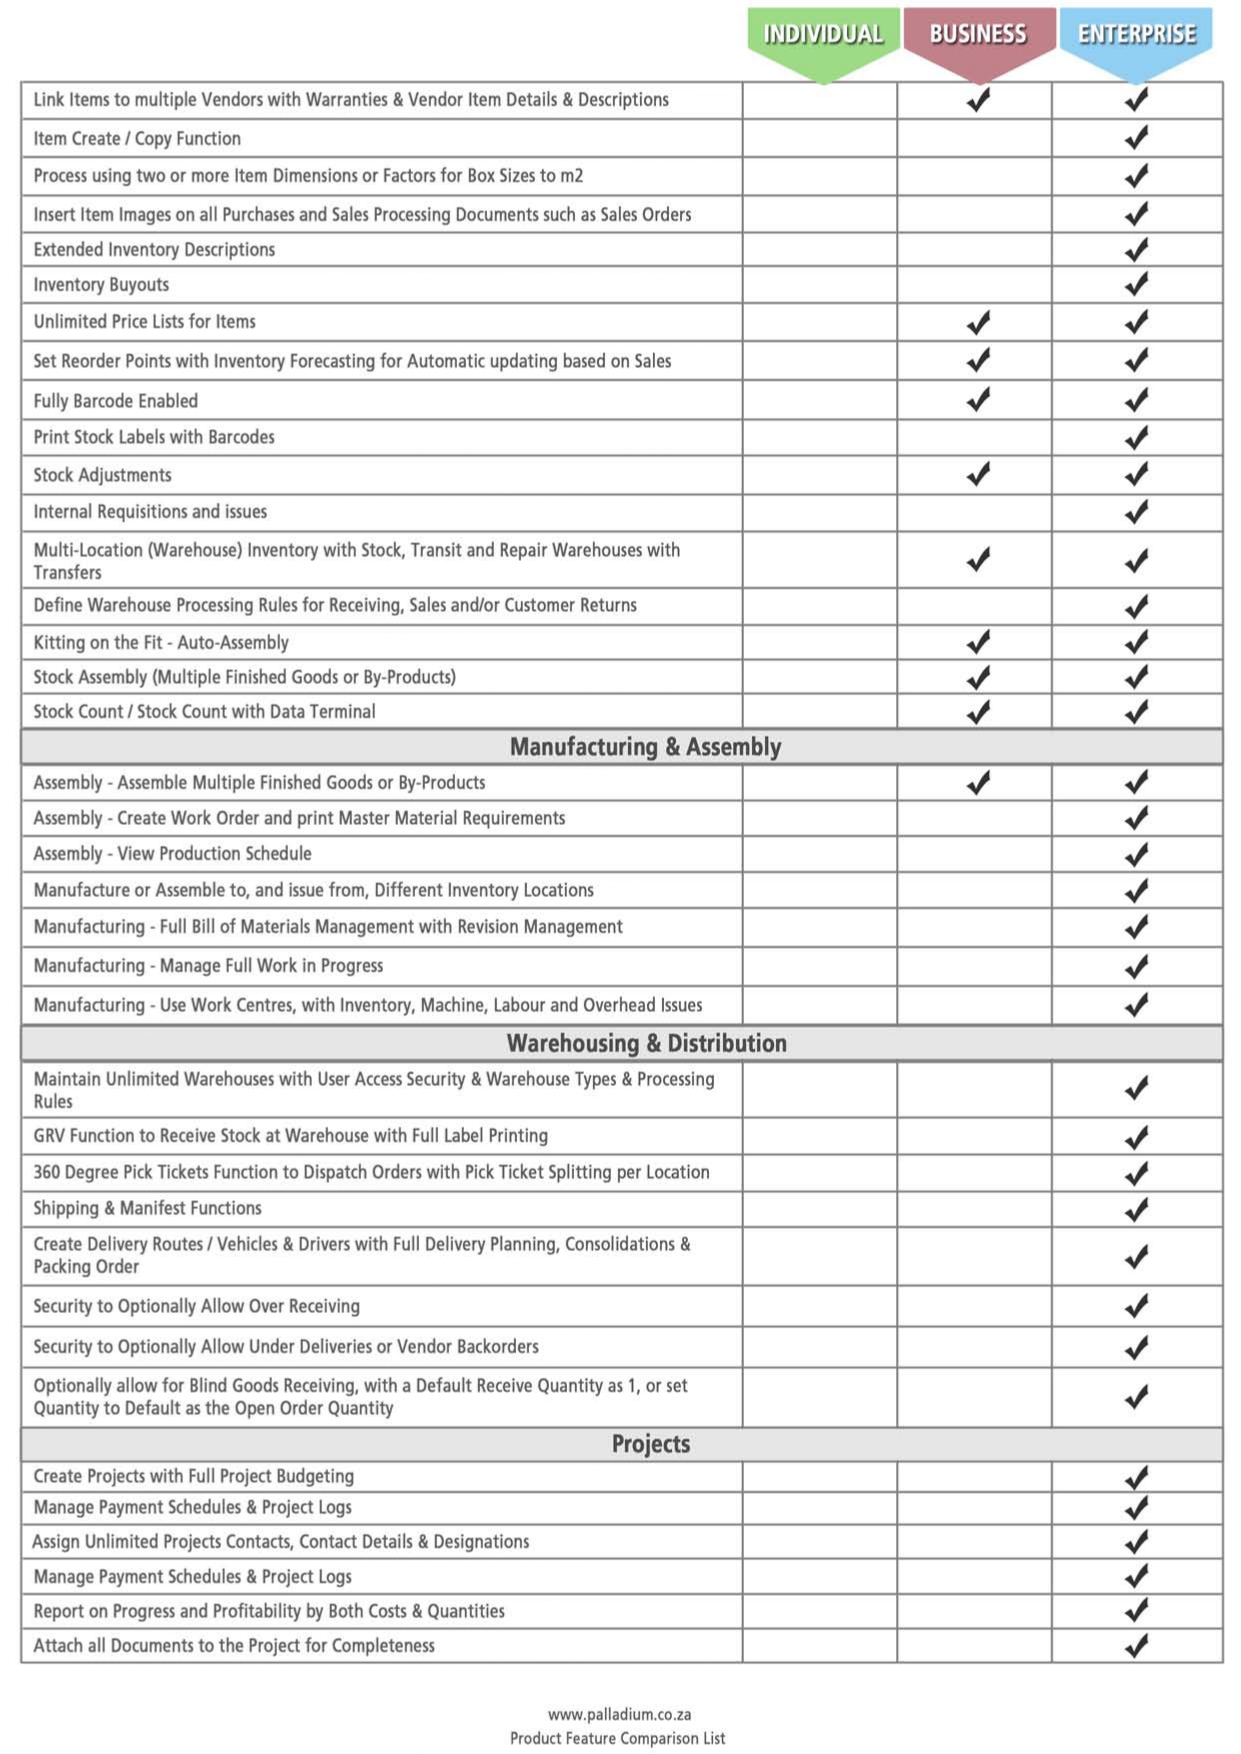 INDIVIDUAL BUSINESS ENTERPRISE
Link Items to multiple Vendors with Warranties & Vendor Item Details & Descriptions ✓ ✓
Item Create / Copy Function ✓
Process using two or more Item Dimensions or Factors for Box Sizes to m2 ✓
Insert Item Images on all Purchases and Sales Processing Documents such as Sales Orders ✓
Extended Inventory Descriptions ✓
Inventory Buyouts ✓
Unlimited Price Lists for Items ✓ ✓
Set Reorder Points with Inventory Forecasting for Automatic updating based on Sales ✓ ✓
Fully Barcode Enabled ✓ ✓
Print Stock Labels with Barcodes ✓
Stock Adjustments ✓ ✓
Internal Requisitions and issues ✓
Multi-Location (Warehouse) Inventory with Stock, Transit and Repair Warehouses with
Transfers ✓ ✓
Define Warehouse Processing Rules for Receiving, Sales and/or Customer Returns ✓
Kitting on the Fit - Auto-Assembly ✓ ✓
Stock Assembly (Multiple Finished Goods or By-Products) ✓ ✓
Stock Count / Stock Count with Data Terminal ✓ ✓
Manufacturing & Assembly
Assembly - Assemble Multiple Finished Goods or By-Products ✓ ✓
Assembly - Create Work Order and print Master Material Requirements ✓
Assembly - View Production Schedule ✓
Manufacture or Assemble to, and issue from, Different Inventory Locations ✓
Manufacturing - Full Bill of Materials Management with Revision Management ✓
Manufacturing - Manage Full Work in Progress ✓
Manufacturing - Use Work Centres, with Inventory, Machine, Labour and Overhead Issues ✓
Warehousing & Distribution
Maintain Unlimited Warehouses with User Access Security & Warehouse Types & Processing
Rules ✓
GRV Function to Receive Stock at Warehouse with Full Label Printing ✓
360 Degree Pick Tickets Function to Dispatch Orders with Pick Ticket Splitting per Location ✓
Shipping & Manifest Functions ✓
Create Delivery Routes / Vehicles & Drivers with Full Delivery Planning, Consolidations &
Packing Order ✓
Security to Optionally Allow Over Receiving ✓
Security to Optionally Allow Under Deliveries or Vendor Backorders ✓
Optionally allow for Blind Goods Receiving, with a Default Receive Quantity as 1, or set
Quantity to Default as the Open Order Quantity ✓
Projects
Create Projects with Full Project Budgeting ✓
Manage Payment Schedules & Project Logs ✓
Assign Unlimited Projects Contacts, Contact Details & Designations ✓
Manage Payment Schedules & Project Logs ✓
Report on Progress and Profitability by Both Costs & Quantities ✓
Attach all Documents to the Project for Completeness ✓
www.palladium.co.za
Product Feature Comparison List